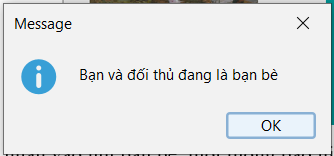 Message
Bạn và đối thủ đang là bạn bè
OK